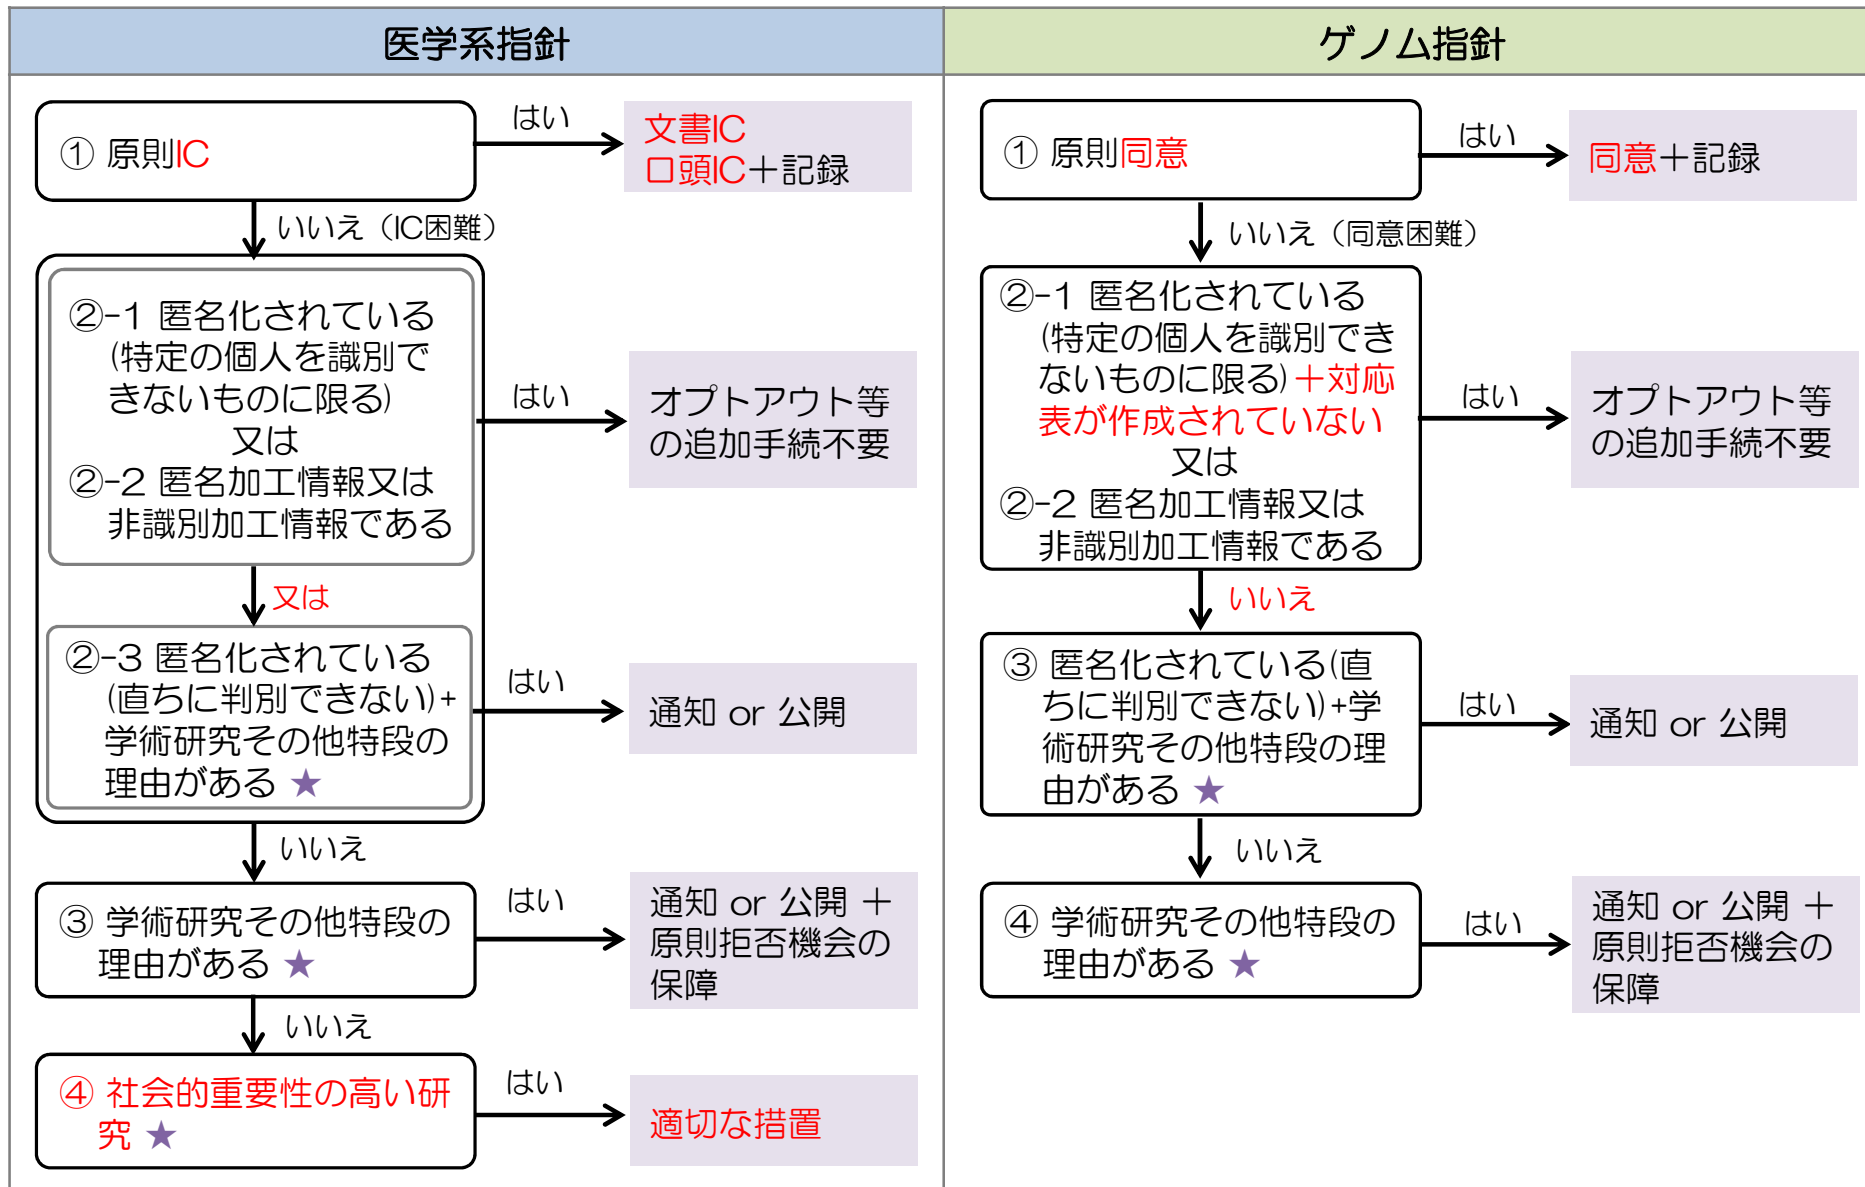 医学系指針
① 原則IC
はい
文書IC
口頭IC＋記録
いいえ（IC困難）
②-1 匿名化されている
(特定の個人を識別で
きないものに限る)
又は
②-2 匿名加工情報又は
非識別加工情報である
はい
オプトアウト等
の追加手続不要
又は
②-3 匿名化されている
(直ちに判別できない)+
学術研究その他特段の
理由がある ★
はい
通知 or 公開
いいえ
③ 学術研究その他特段の
理由がある ★
はい
通知 or 公開 ＋
原則拒否機会の
保障
いいえ
④ 社会的重要性の高い研
究 ★
はい
適切な措置
ゲノム指針
① 原則同意
はい
同意＋記録
いいえ（同意困難）
②-1 匿名化されている
(特定の個人を識別でき
ないものに限る)＋対応
表が作成されていない
又は
②-2 匿名加工情報又は
非識別加工情報である
はい
オプトアウト等
の追加手続不要
いいえ
③ 匿名化されている(直
ちに判別できない)+学
術研究その他特段の理
由がある ★
はい
通知 or 公開
いいえ
④ 学術研究その他特段の
理由がある ★
はい
通知 or 公開 ＋
原則拒否機会の
保障